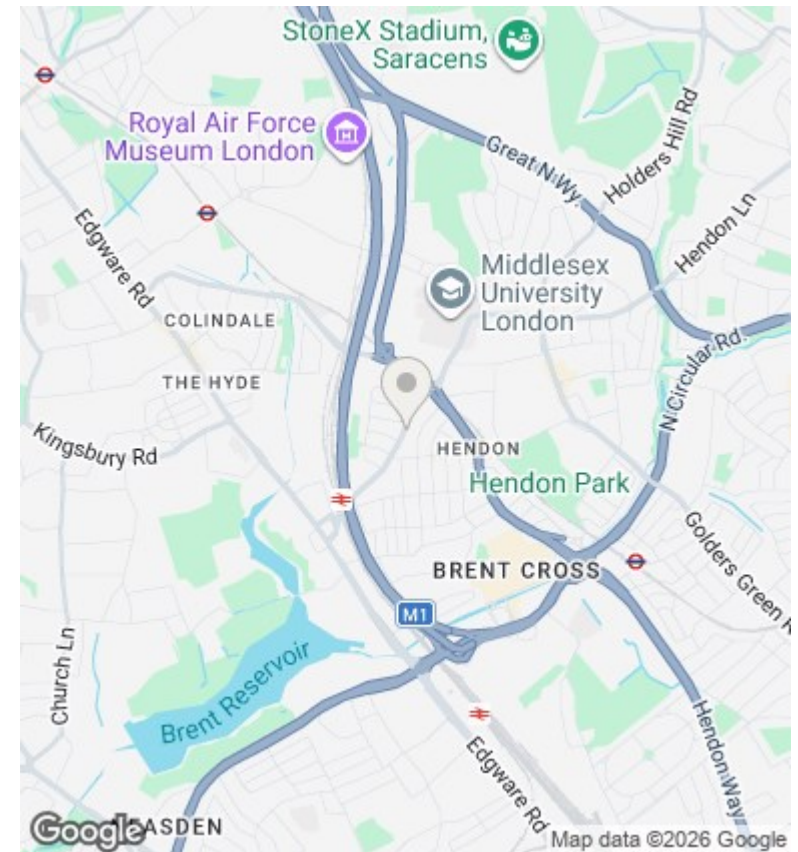 StoneX Stadium,
Saracens
Royal Air Force
Museum London
Great N Wy.
Holders Hill Rd
Hendon Ln
Edgware Rd
Middlesex
University
London
COLINDALE
THE HYDE
N Circular Rd.
Kingsbury Rd
HENDON
Hendon Park
Golders Green R
BRENT CROSS
M1
Church Ln
Brent Reservoir
Hendon Way
Edgware Rd
Google
EASDEN
Map data ©2026 Google